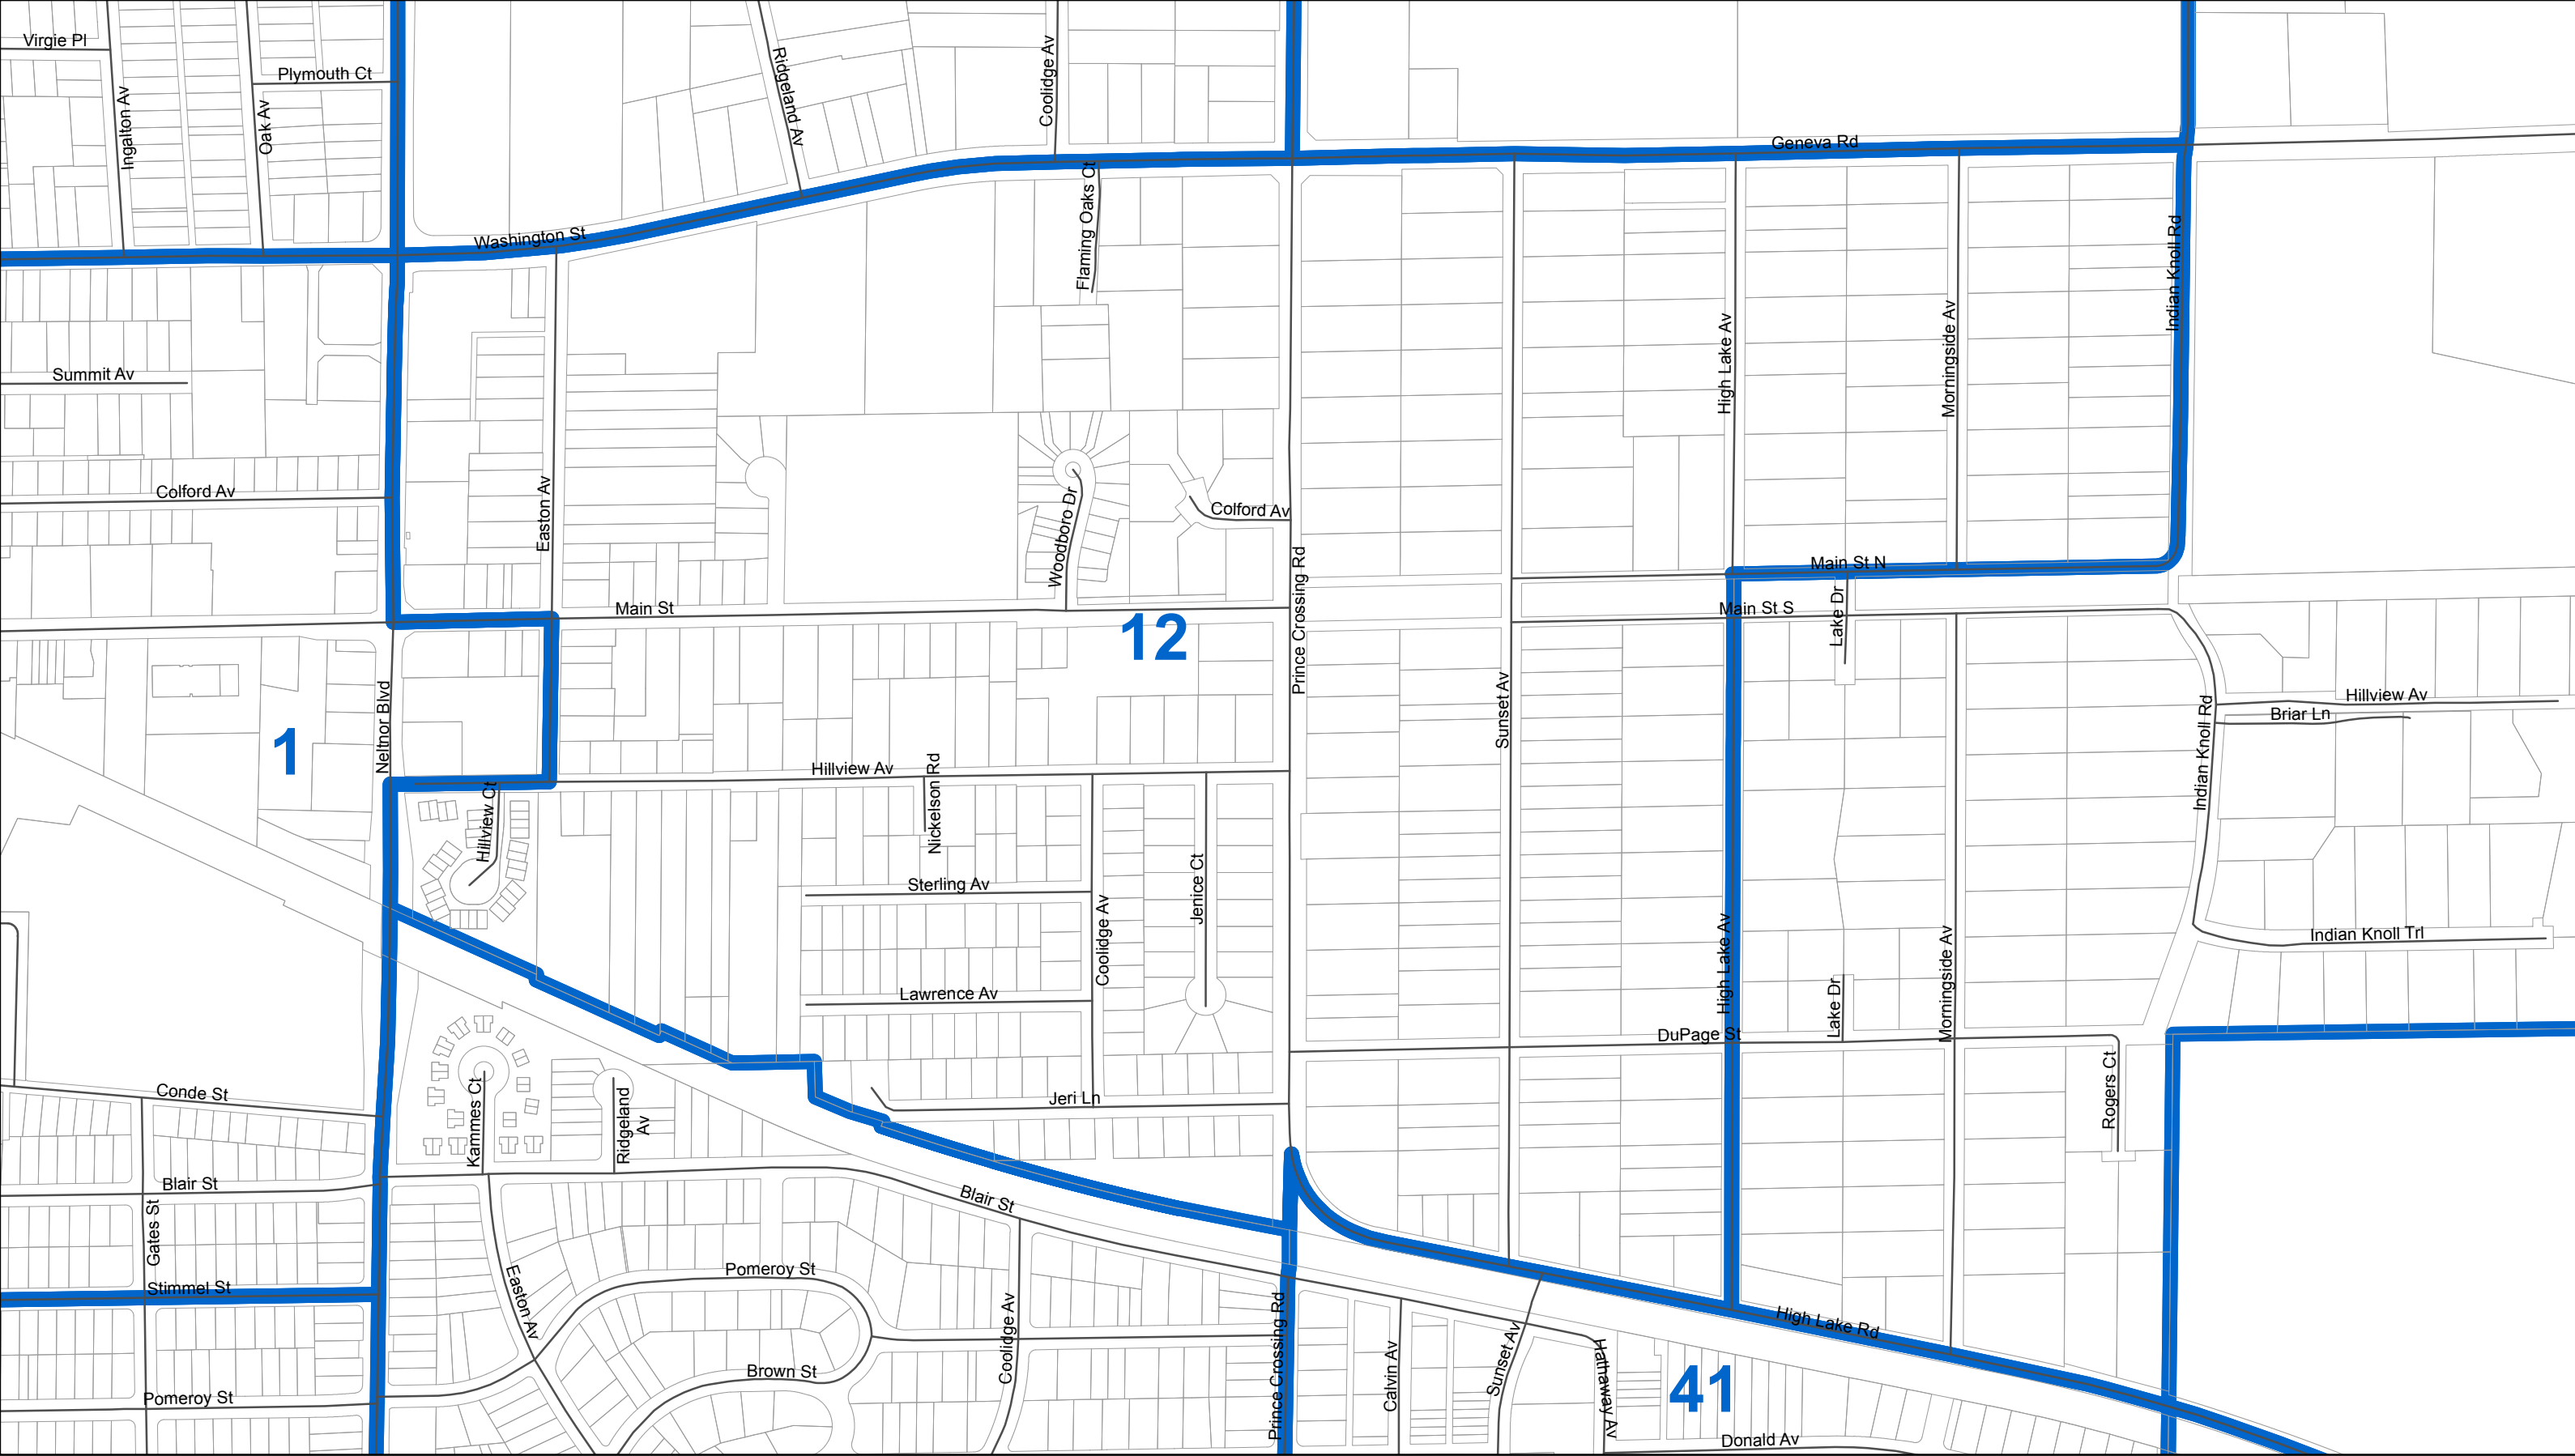 Virgie Pl
Plymouth Ct
Ingalton Av
Oak Av
Ridgeland Av
Coolidge Av
Geneva Rd
Washington St
Flaming Oaks Ct
Indian Knoll Rd
High Lake Av
Morningside Av
Summit Av
Colford Av
Easton Av
Woodboro Dr
Colford Av
Prince Crossing Rd
Main St N
Main St
Main St S
Lake Dr
12
Neltnor Blvd
1
Sunset Av
Indian Knoll Rd
Hillview Av
Briar Ln
Hillview Av
Nickelson Rd
Hillview Ct
Sterling Av
Jenice Ct
Coolidge Av
High Lake Av
Morningside Av
Indian Knoll Trl
Lawrence Av
Lake Dr
DuPage St
Conde St
Kammes Ct
Ridgeland
Av
Jeri Ln
Rogers Ct
Blair St
Blair St
Gates St
Stimmel St
Easton Av
Pomeroy St
Coolidge Av
Prince Crossing Rd
High Lake Rd
Calvin Av
Sunset Av
Hathaway Av
41
Brown St
Pomeroy St
Donald Av